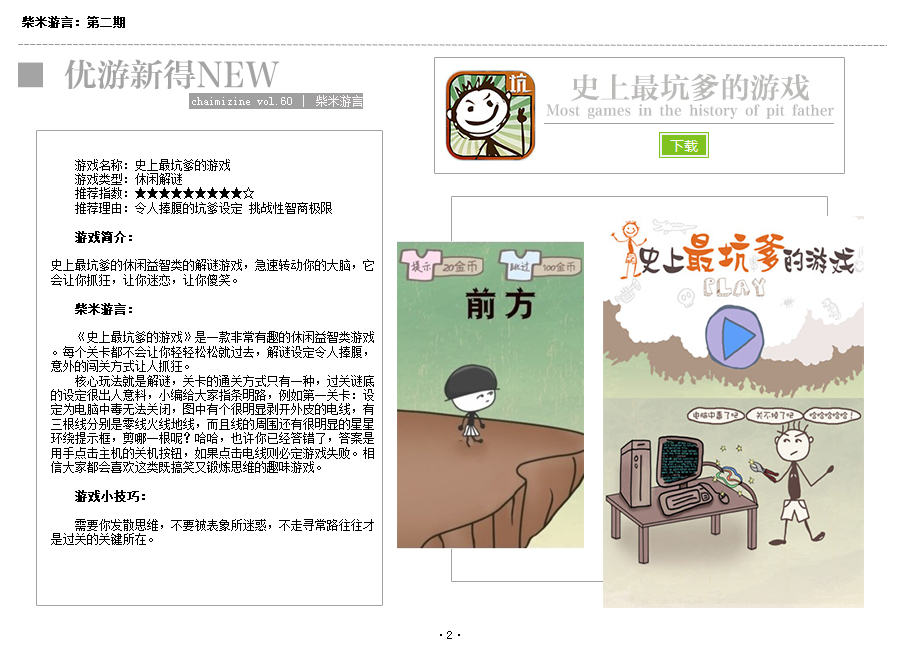 柴米游言：第二期
优游新得NEW
chaimizine vol.60 | 柴米游言
坑
史上最坑爹的游戏
Most games in the history of pit father
下载
游戏名称：史上最坑爹的游戏
游戏类型：休闲解谜
推荐指数：★★★★★★★★★☆
推荐理由：令人捧腹的坑爹设定 挑战性智商极限
游戏简介：
史上最坑爹的休闲益智类的解谜游戏，急速转动你的大脑，它
会让你抓狂，让你迷恋，让你傻笑。
柴米游言：
《史上最坑爹的游戏》是一款非常有趣的休闲益智类游戏
。每个关卡都不会让你轻轻松松就过去，解谜设定令人捧腹，
意外的闯关方式让人抓狂。
核心玩法就是解谜，关卡的通关方式只有一种，过关谜底
的设定很出人意料，小编给大家指条明路，例如第一关卡：设
定为电脑中毒无法关闭，图中有个很明显剥开外皮的电线，有
三根线分别是零线火线地线，而且线的周围还有很明显的星星
环绕提示框，剪哪一根呢？哈哈，也许你已经答错了，答案是
用手点击主机的关机按钮，如果点击电线则必定游戏失败。相
信大家都会喜欢这类既搞笑又锻炼思维的趣味游戏。
游戏小技巧：
需要你发散思维，不要被表象所迷惑，不走寻常路往往才
是过关的关键所在。
提示 20金币
跳过 100金币
前方
史上最坑爹的游戏
PLAY
电脑中毒了吧
关不掉了吧
哈哈哈哈哈！
·2·